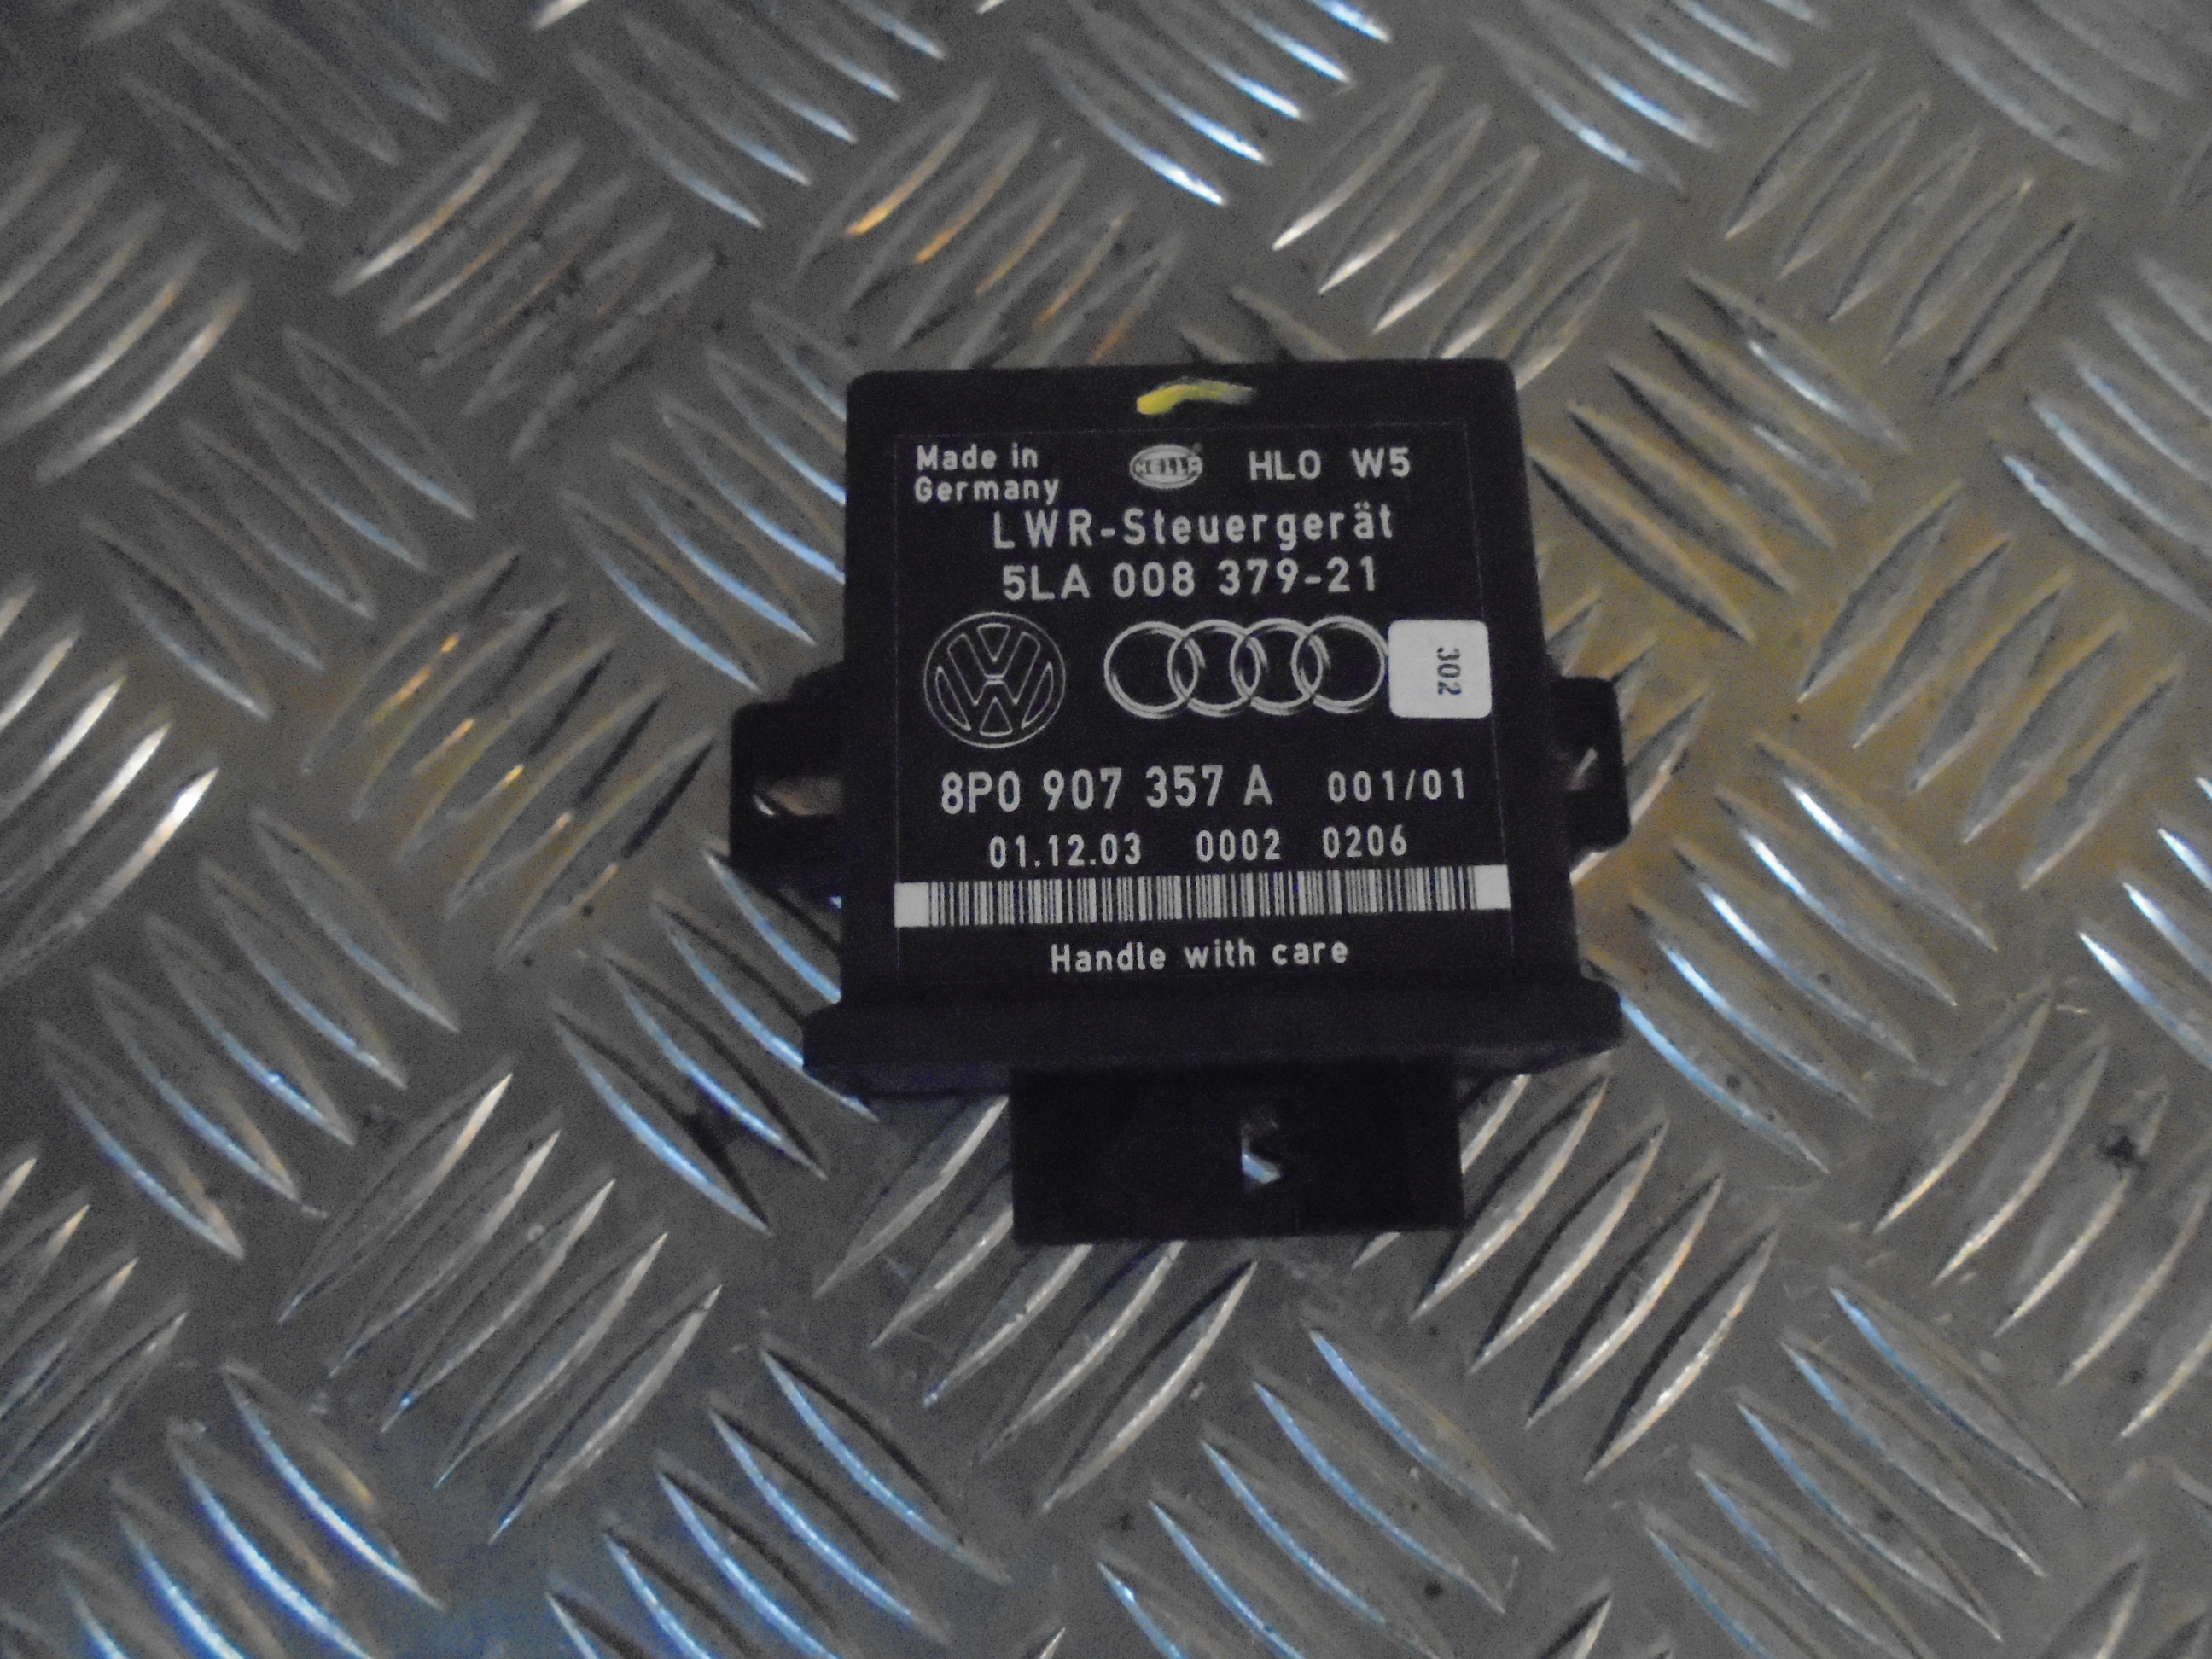 Made in
Germany
HELLA
HLO W5
LWR-Steuergerät
5LA 008 379-21
302
8P0 907 357 A 001/01
01.12.03 0002 0206
Handle with care